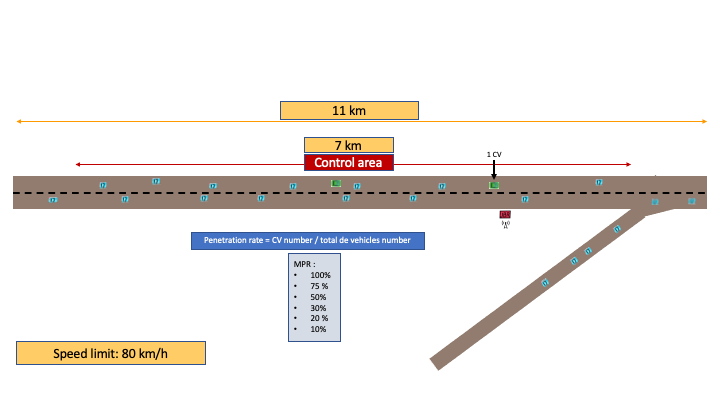 11 km
7 km
Control area
1 CV
Penetration rate = CV number / total de vehicles number
MPR :
• 100%
• 75 %
• 50%
• 30%
• 20 %
• 10%
Speed limit: 80 km/h